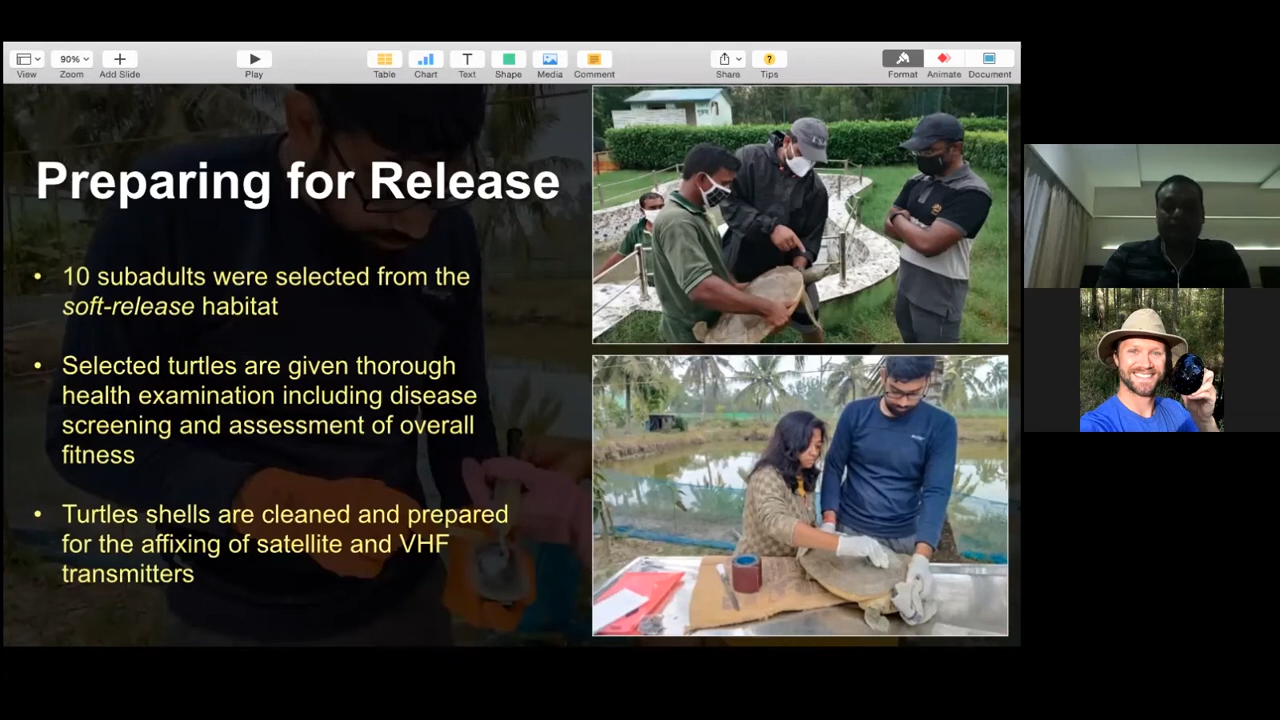 90%
View
Zoom
Add Slide
Play
Table
Chart
Text
Shape
Media
Comment
Share
Tips
Format
Animate
Document
Preparing for Release
• 10 subadults were selected from the
soft-release habitat
• Selected turtles are given thorough
health examination including disease
screening and assessment of overall
fitness
• Turtles shells are cleaned and prepared
for the affixing of satellite and VHF
transmitters